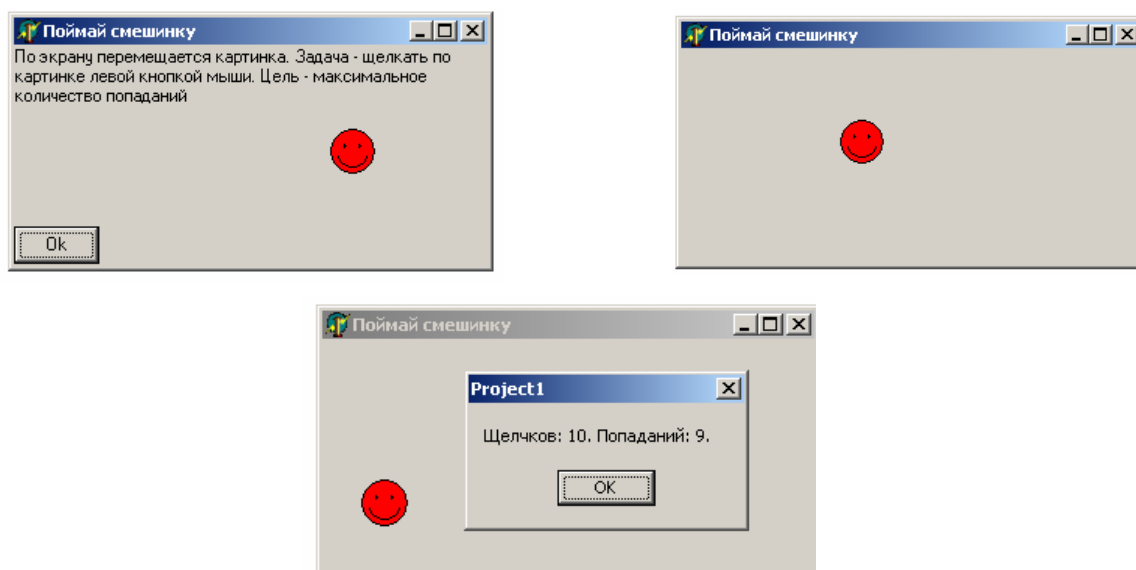 Поймай смешинку
По экрану перемещается картинка. Задача - щелкать по
картинке левой кнопкой мыши. Цель - максимальное
количество попаданий
Ok
Поймай смешинку
Поймай смешинку
Project1
Щелчков: 10. Попаданий: 9.
OK